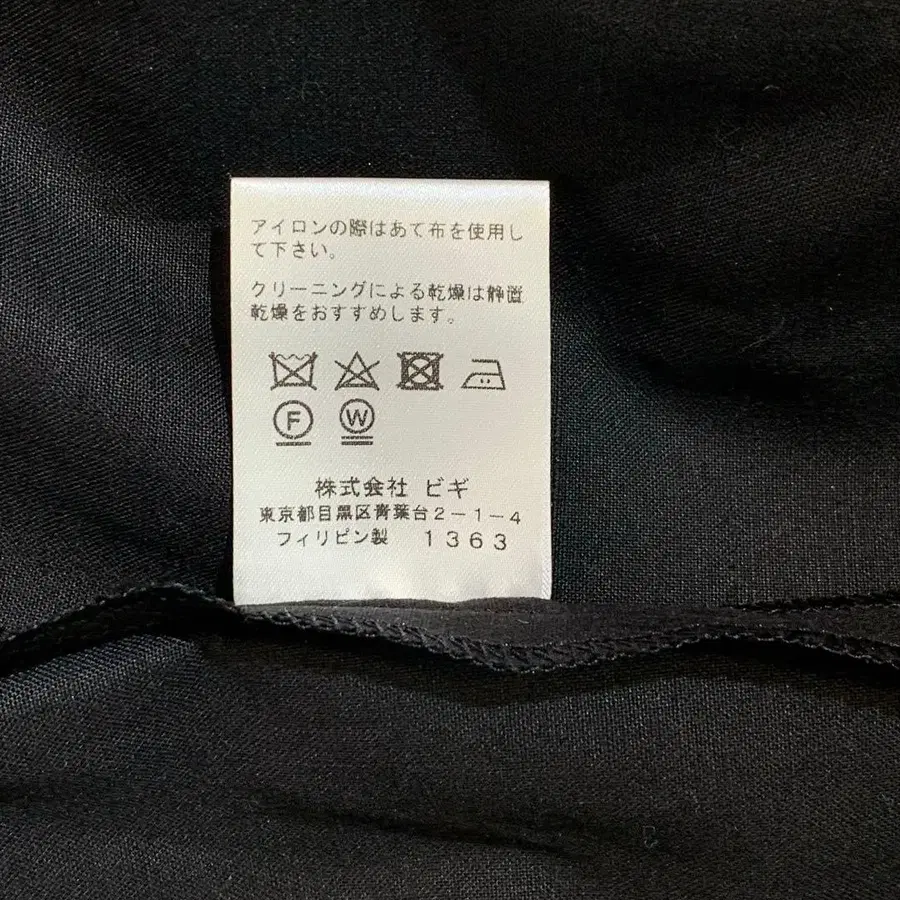 アイロンの際はあて布を使用し
て下さい。
クリーニングによる乾燥は静置
乾燥をおすすめします。
F W
株式会社 ビギ
東京都目黒区青葉台2-1-4
フィリピン製 1363